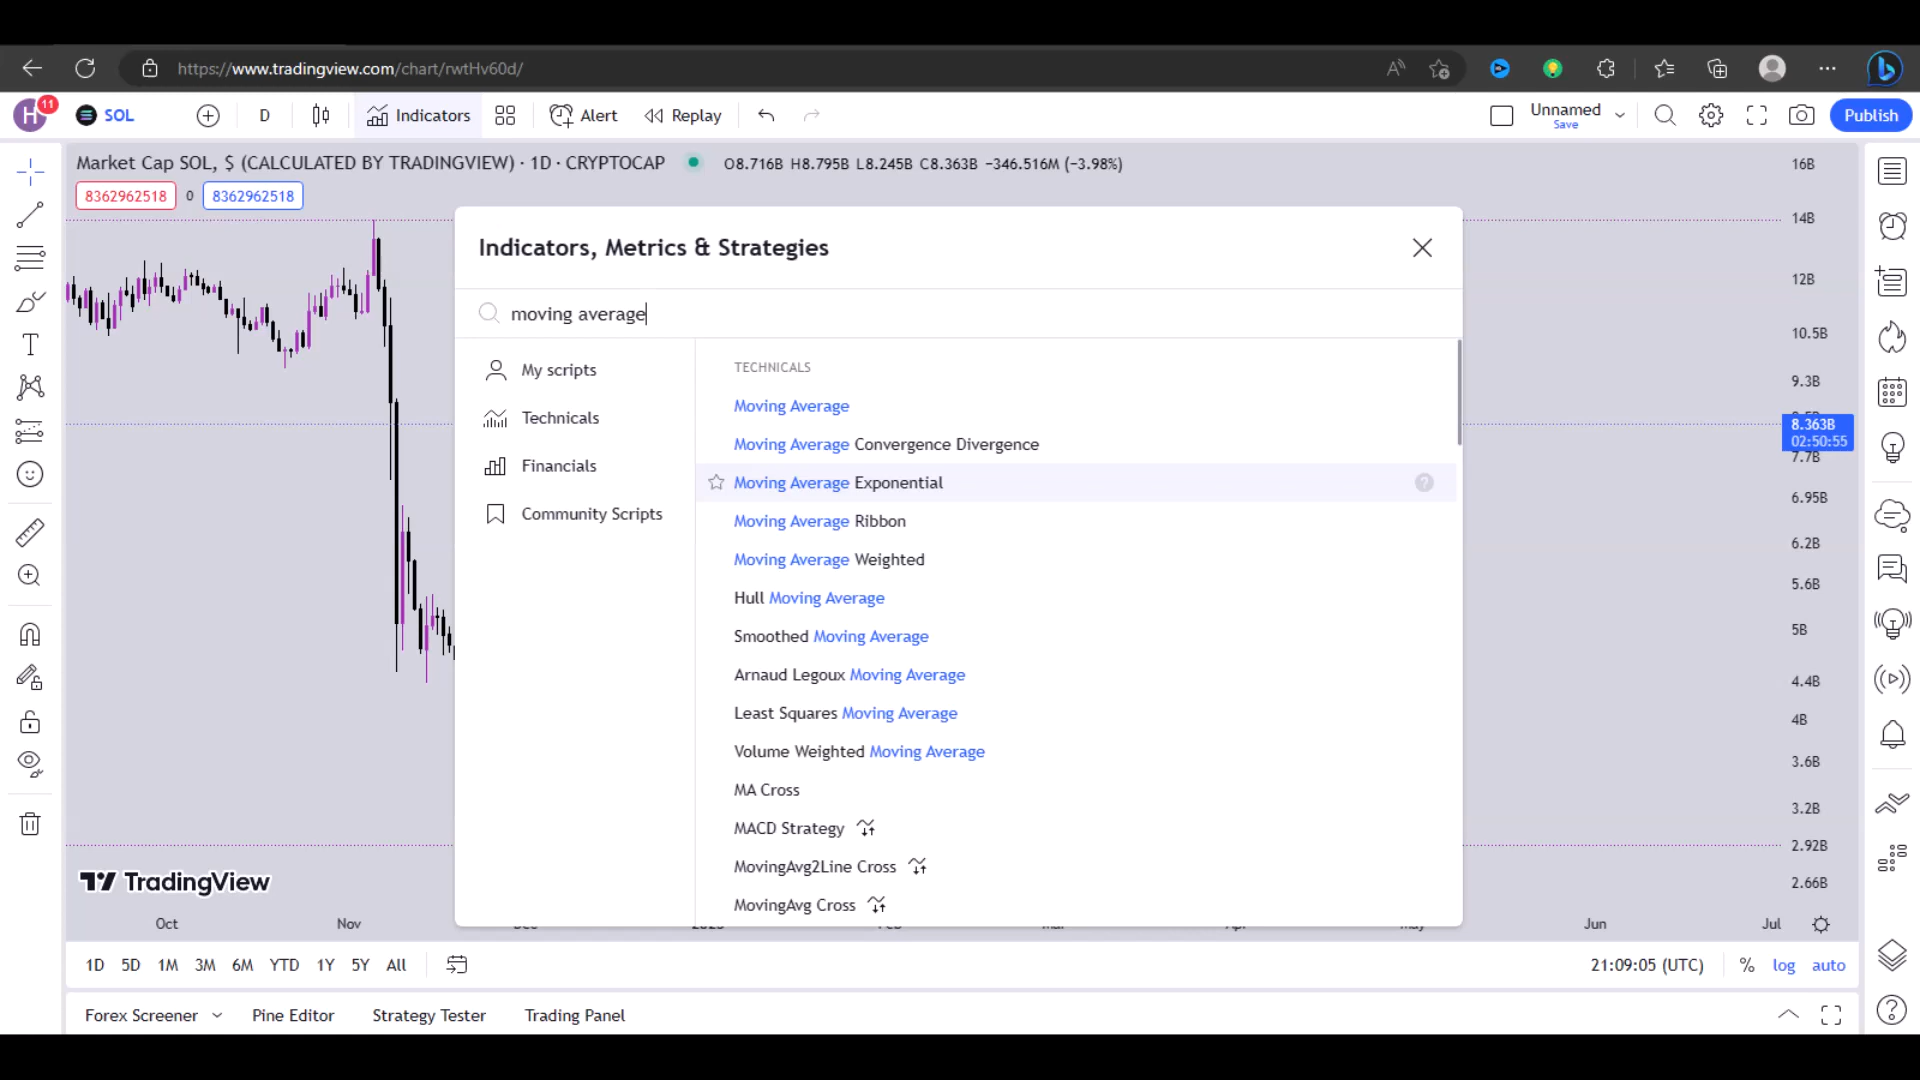 https://www.tradingview.com/chart/rwtHv60d/
H 11 SOL D Indicators Alert Replay Unnamed Save Publish
Market Cap SOL, $ (CALCULATED BY TRADINGVIEW) · 1D · CRYPTOCAP O8.716B H8.795B L8.245B C8.363B −346.516M (−3.98%)
8362962518 0 8362962518
Indicators, Metrics & Strategies
moving average
My scripts
Technicals
Financials
Community Scripts
TECHNICALS
Moving Average
Moving Average Convergence Divergence
Moving Average Exponential
Moving Average Ribbon
Moving Average Weighted
Hull Moving Average
Smoothed Moving Average
Arnaud Legoux Moving Average
Least Squares Moving Average
Volume Weighted Moving Average
MA Cross
MACD Strategy
MovingAvg2Line Cross
MovingAvg Cross
16B
14B
12B
10.5B
9.3B
8.363B
02:50:55
7.7B
6.95B
6.2B
5.6B
5B
4.4B
4B
3.6B
3.2B
2.92B
2.66B
TradingView
Oct Nov Jun Jul
1D 5D 1M 3M 6M YTD 1Y 5Y All 21:09:05 (UTC) % log auto
Forex Screener Pine Editor Strategy Tester Trading Panel